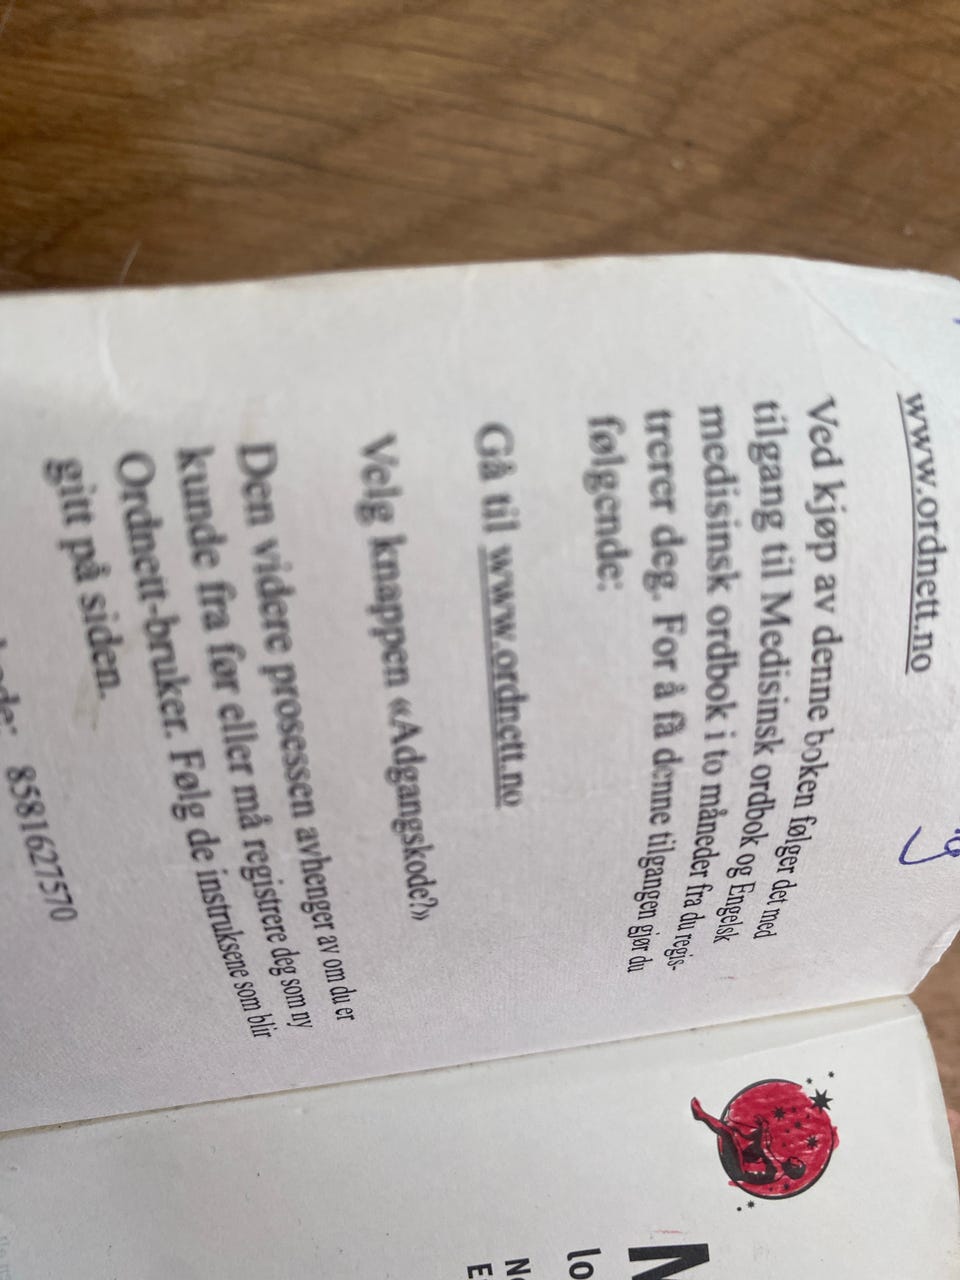 www.ordnett.no
Ved kjøp av denne boken følger det med
tilgang til Medisinsk ordbok og Engelsk
medisinsk ordbok i to måneder fra du regis-
trerer deg. For å få denne tilgangen gjør du
følgende:
Gå til www.ordnett.no
Velg knappen «Adgangskode?»
Den videre prosessen avhenger av om du er
kunde fra før eller må registrere deg som ny
Ordnett-bruker. Følg de instruksene som blir
gitt på siden.
8581627570
M
lo